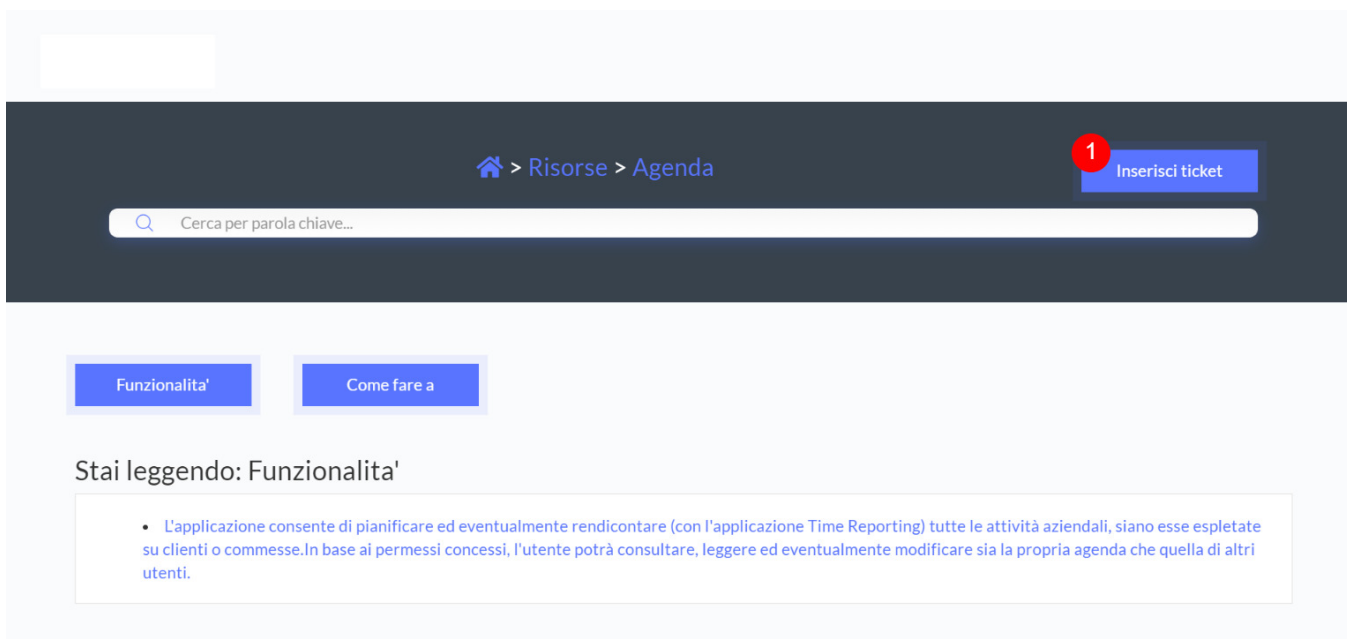 > Risorse > Agenda
1
Inserisci ticket
Cerca per parola chiave...
Funzionalita'
Come fare a
Stai leggendo: Funzionalita'
• L'applicazione consente di pianificare ed eventualmente rendicontare (con l'applicazione Time Reporting) tutte le attività aziendali, siano esse espletate
su clienti o commesse.In base ai permessi concessi, l'utente potrà consultare, leggere ed eventualmente modificare sia la propria agenda che quella di altri
utenti.